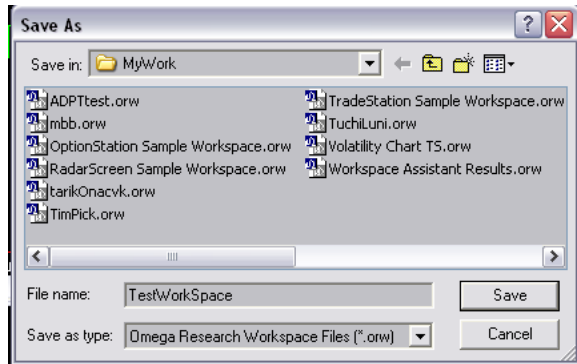 Save As
Save in: MyWork
ADPTtest.orw
mbb.orw
OptionStation Sample Workspace.orw
RadarScreen Sample Workspace.orw
tarikOnacvk.orw
TimPick.orw
TradeStation Sample Workspace.orw
TuchiLuni.orw
Volatility Chart TS.orw
Workspace Assistant Results.orw
File name: TestWorkSpace Save
Save as type: Omega Research Workspace Files (*.orw) Cancel